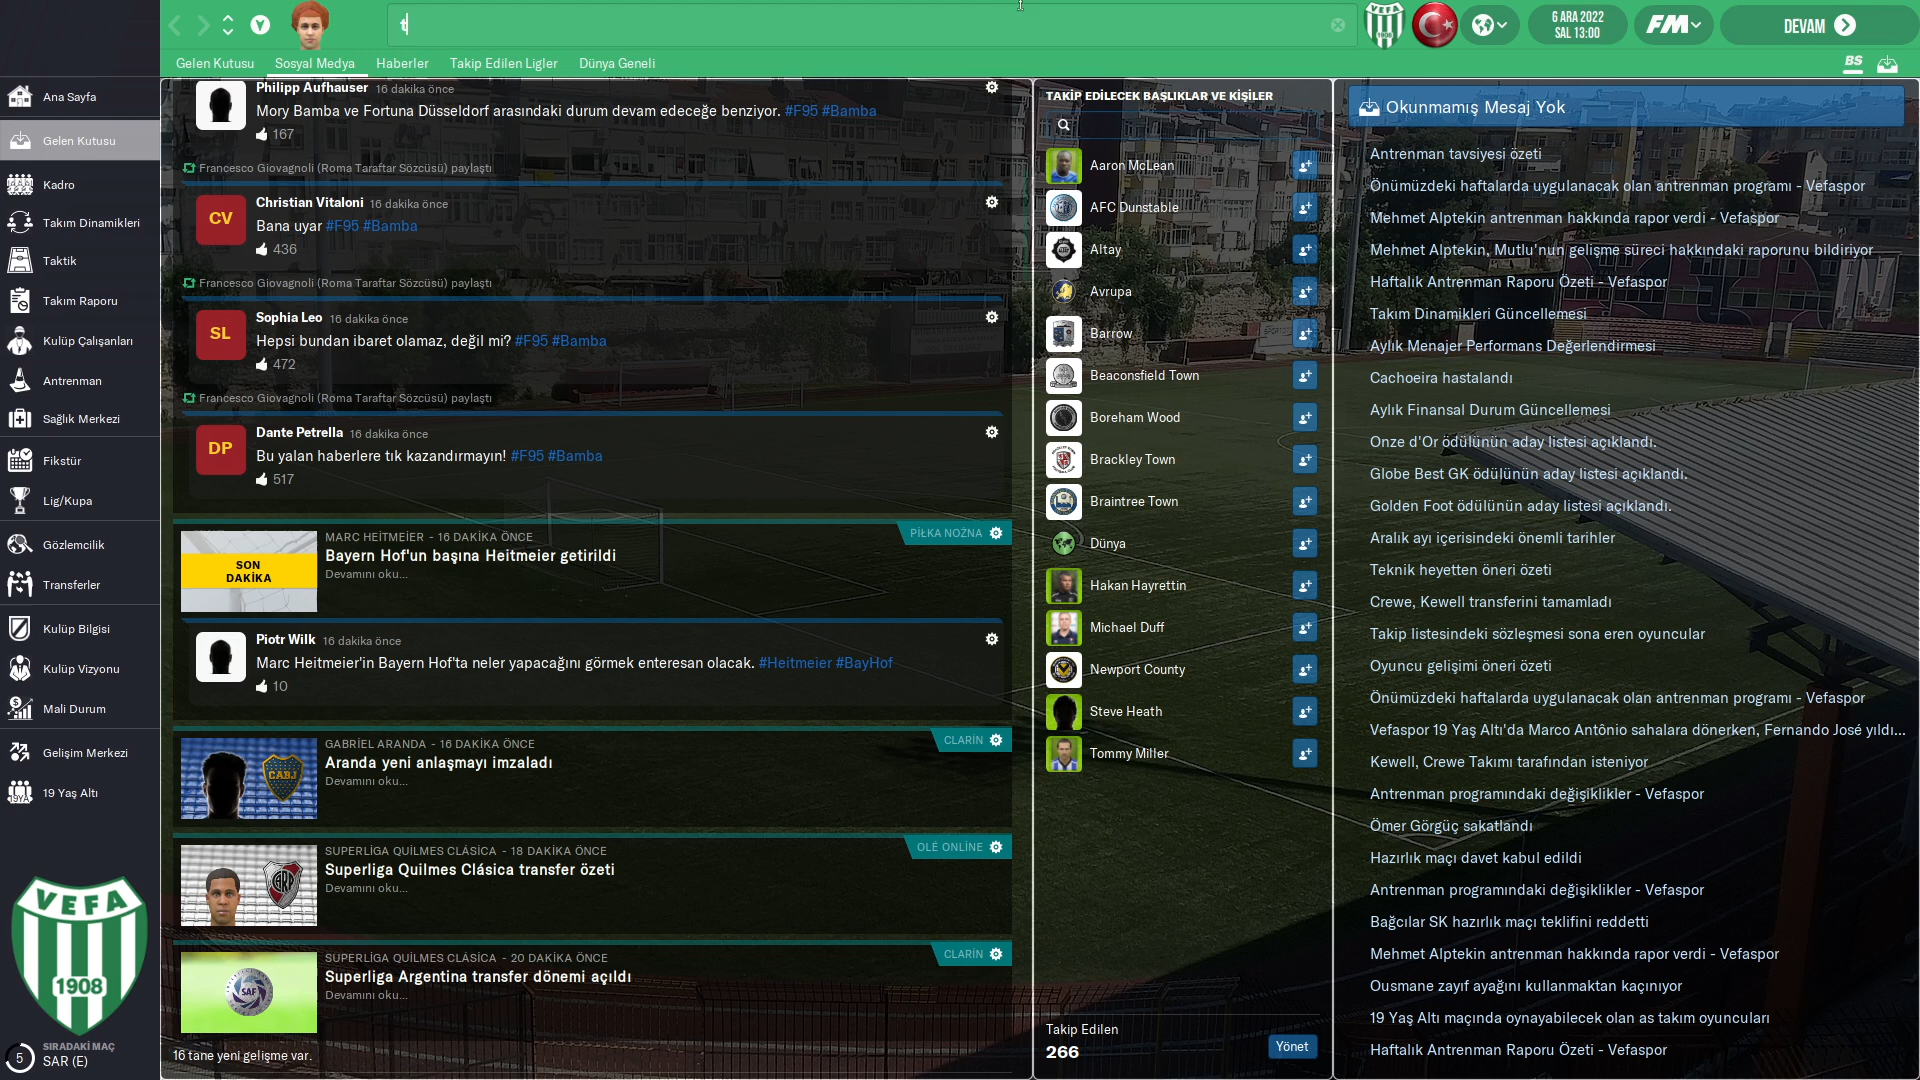 t
VEFA
1908
6 ARA 2022
SAL 13:00
FM
DEVAM
Gelen Kutusu
Sosyal Medya
Haberler
Takip Edilen Ligler
Dünya Geneli
BS
Ana Sayfa
Gelen Kutusu
Kadro
Takım Dinamikleri
Taktik
Takım Raporu
Kulüp Çalışanları
Antrenman
Sağlık Merkezi
Fikstür
Lig/Kupa
Gözlemcilik
Transferler
Kulüp Bilgisi
Kulüp Vizyonu
Mali Durum
Gelişim Merkezi
19 Yaş Altı
VEFA
1908
5
SIRADAKİ MAÇ
SAR (E)
Philipp Aufhauser 16 dakika önce
Mory Bamba ve Fortuna Düsseldorf arasındaki durum devam edeceğe benziyor. #F95 #Bamba
167
Francesco Giovagnoli (Roma Taraftar Sözcüsü) paylaştı
CV
Christian Vitaloni 16 dakika önce
Bana uyar #F95 #Bamba
436
Francesco Giovagnoli (Roma Taraftar Sözcüsü) paylaştı
SL
Sophia Leo 16 dakika önce
Hepsi bundan ibaret olamaz, değil mi? #F95 #Bamba
472
Francesco Giovagnoli (Roma Taraftar Sözcüsü) paylaştı
DP
Dante Petrella 16 dakika önce
Bu yalan haberlere tık kazandırmayın! #F95 #Bamba
517
SON
DAKİKA
MARC HEİTMEİER - 16 DAKİKA ÖNCE
PIŁKA NOŻNA
Bayern Hof'un başına Heitmeier getirildi
Devamını oku...
Piotr Wilk 16 dakika önce
Marc Heitmeier'in Bayern Hof'ta neler yapacağını görmek enteresan olacak. #Heitmeier #BayHof
10
CABJ
GABRİEL ARANDA - 16 DAKİKA ÖNCE
CLARÍN
Aranda yeni anlaşmayı imzaladı
Devamını oku...
SUPERLİGA QUİLMES CLÁSİCA - 18 DAKİKA ÖNCE
OLÉ ONLİNE
Superliga Quilmes Clásica transfer özeti
Devamını oku...
SAF
SUPERLİGA QUİLMES CLÁSİCA - 20 DAKİKA ÖNCE
CLARÍN
Superliga Argentina transfer dönemi açıldı
Devamını oku...
16 tane yeni gelişme var.
TAKİP EDİLECEK BAŞLIKLAR VE KİŞİLER
Aaron McLean
AFC Dunstable
Altay
Avrupa
Barrow
Beaconsfield Town
Boreham Wood
Brackley Town
Braintree Town
Dünya
Hakan Hayrettin
Michael Duff
Newport County
Steve Heath
Tommy Miller
Takip Edilen
266
Yönet
Okunmamış Mesaj Yok
Antrenman tavsiyesi özeti
Önümüzdeki haftalarda uygulanacak olan antrenman programı - Vefaspor
Mehmet Alptekin antrenman hakkında rapor verdi - Vefaspor
Mehmet Alptekin, Mutlu'nun gelişme süreci hakkındaki raporunu bildiriyor
Haftalık Antrenman Raporu Özeti - Vefaspor
Takım Dinamikleri Güncellemesi
Aylık Menajer Performans Değerlendirmesi
Cachoeira hastalandı
Aylık Finansal Durum Güncellemesi
Onze d'Or ödülünün aday listesi açıklandı.
Globe Best GK ödülünün aday listesi açıklandı.
Golden Foot ödülünün aday listesi açıklandı.
Aralık ayı içerisindeki önemli tarihler
Teknik heyetten öneri özeti
Crewe, Kewell transferini tamamladı
Takip listesindeki sözleşmesi sona eren oyuncular
Oyuncu gelişimi öneri özeti
Önümüzdeki haftalarda uygulanacak olan antrenman programı - Vefaspor
Vefaspor 19 Yaş Altı'da Marco Antônio sahalara dönerken, Fernando José yıldı...
Kewell, Crewe Takımı tarafından isteniyor
Antrenman programındaki değişiklikler - Vefaspor
Ömer Görgüç sakatlandı
Hazırlık maçı davet kabul edildi
Antrenman programındaki değişiklikler - Vefaspor
Bağcılar SK hazırlık maçı teklifini reddetti
Mehmet Alptekin antrenman hakkında rapor verdi - Vefaspor
Ousmane zayıf ayağını kullanmaktan kaçınıyor
19 Yaş Altı maçında oynayabilecek olan as takım oyuncuları
Haftalık Antrenman Raporu Özeti - Vefaspor